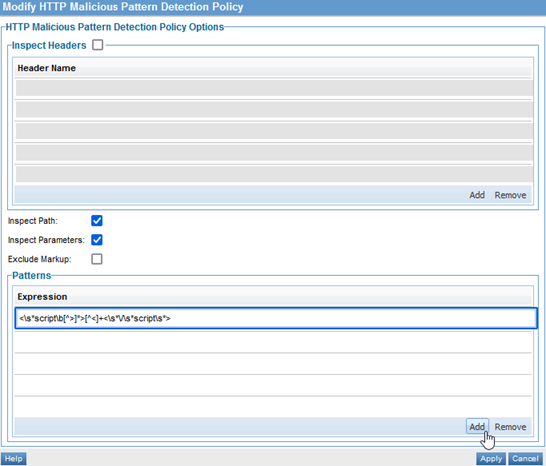 Modify HTTP Malicious Pattern Detection Policy
HTTP Malicious Pattern Detection Policy Options
Inspect Headers
Header Name
Add Remove
Inspect Path:
Inspect Parameters:
Exclude Markup:
Patterns
Expression
<\s*script\b[^>]*>[^<]+<\s*\/\s*script\s*>
Add Remove
Help Apply Cancel